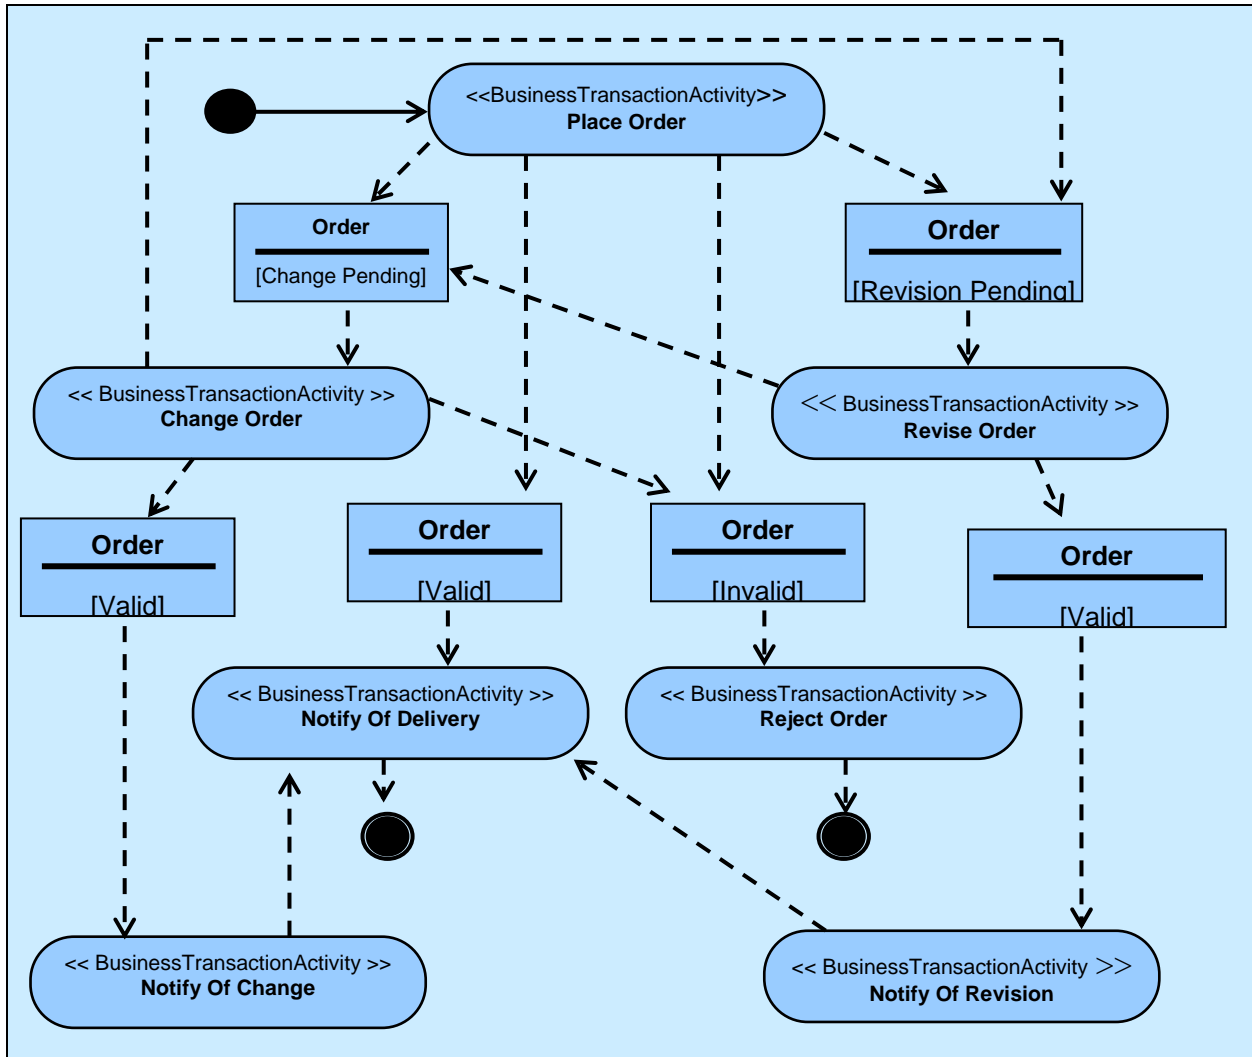 <<BusinessTransactionActivity>>
Place Order
Order
[Change Pending]
Order
[Revision Pending]
<< BusinessTransactionActivity >>
Change Order
<< BusinessTransactionActivity >>
Revise Order
Order
[Valid]
Order
[Valid]
Order
[Invalid]
Order
[Valid]
<< BusinessTransactionActivity >>
Notify Of Delivery
<< BusinessTransactionActivity >>
Reject Order
<< BusinessTransactionActivity >>
Notify Of Change
<< BusinessTransactionActivity >>
Notify Of Revision